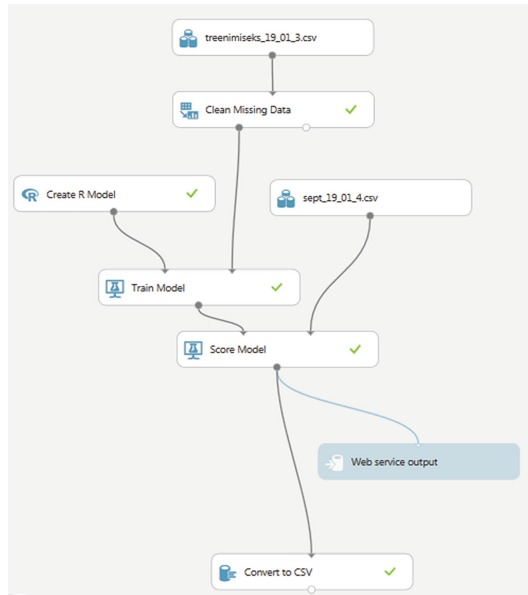 treenimiseks_19_01_3.csv
Clean Missing Data
Create R Model
sept_19_01_4.csv
Train Model
Score Model
Web service output
Convert to CSV